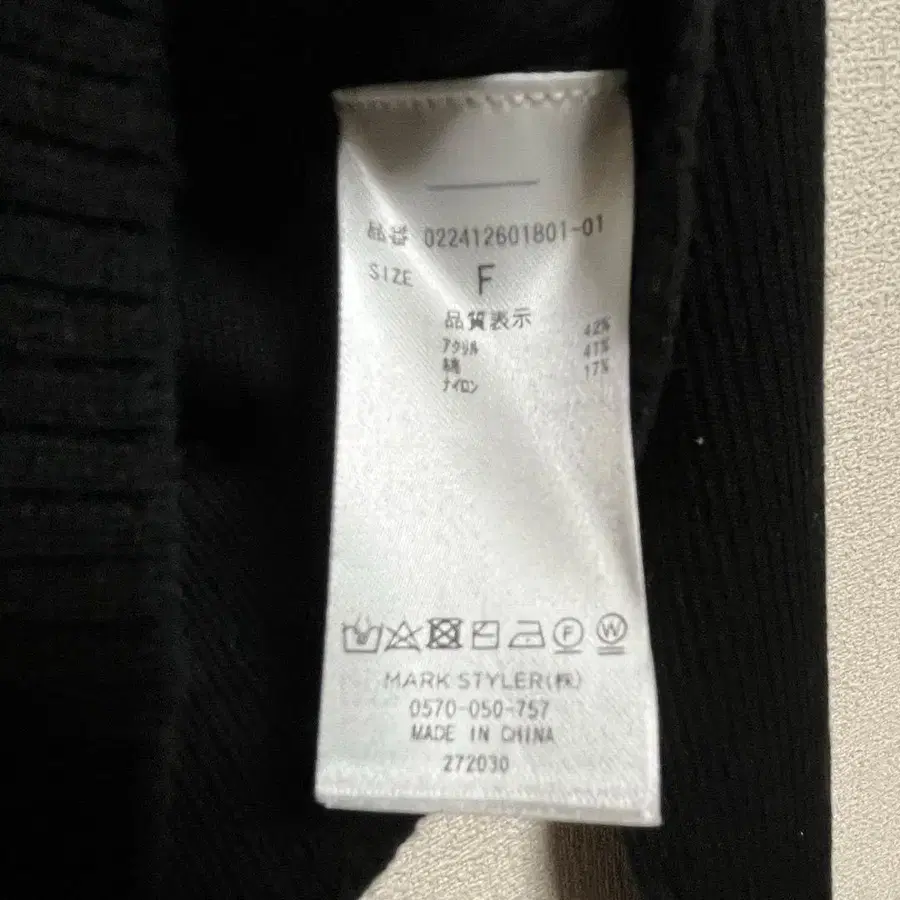 品番 022412601801-01
SIZE F
品質表示
アクリル 42%
綿 41%
ナイロン 17%
F W
MARK STYLER(株)
0570-050-757
MADE IN CHINA
272030